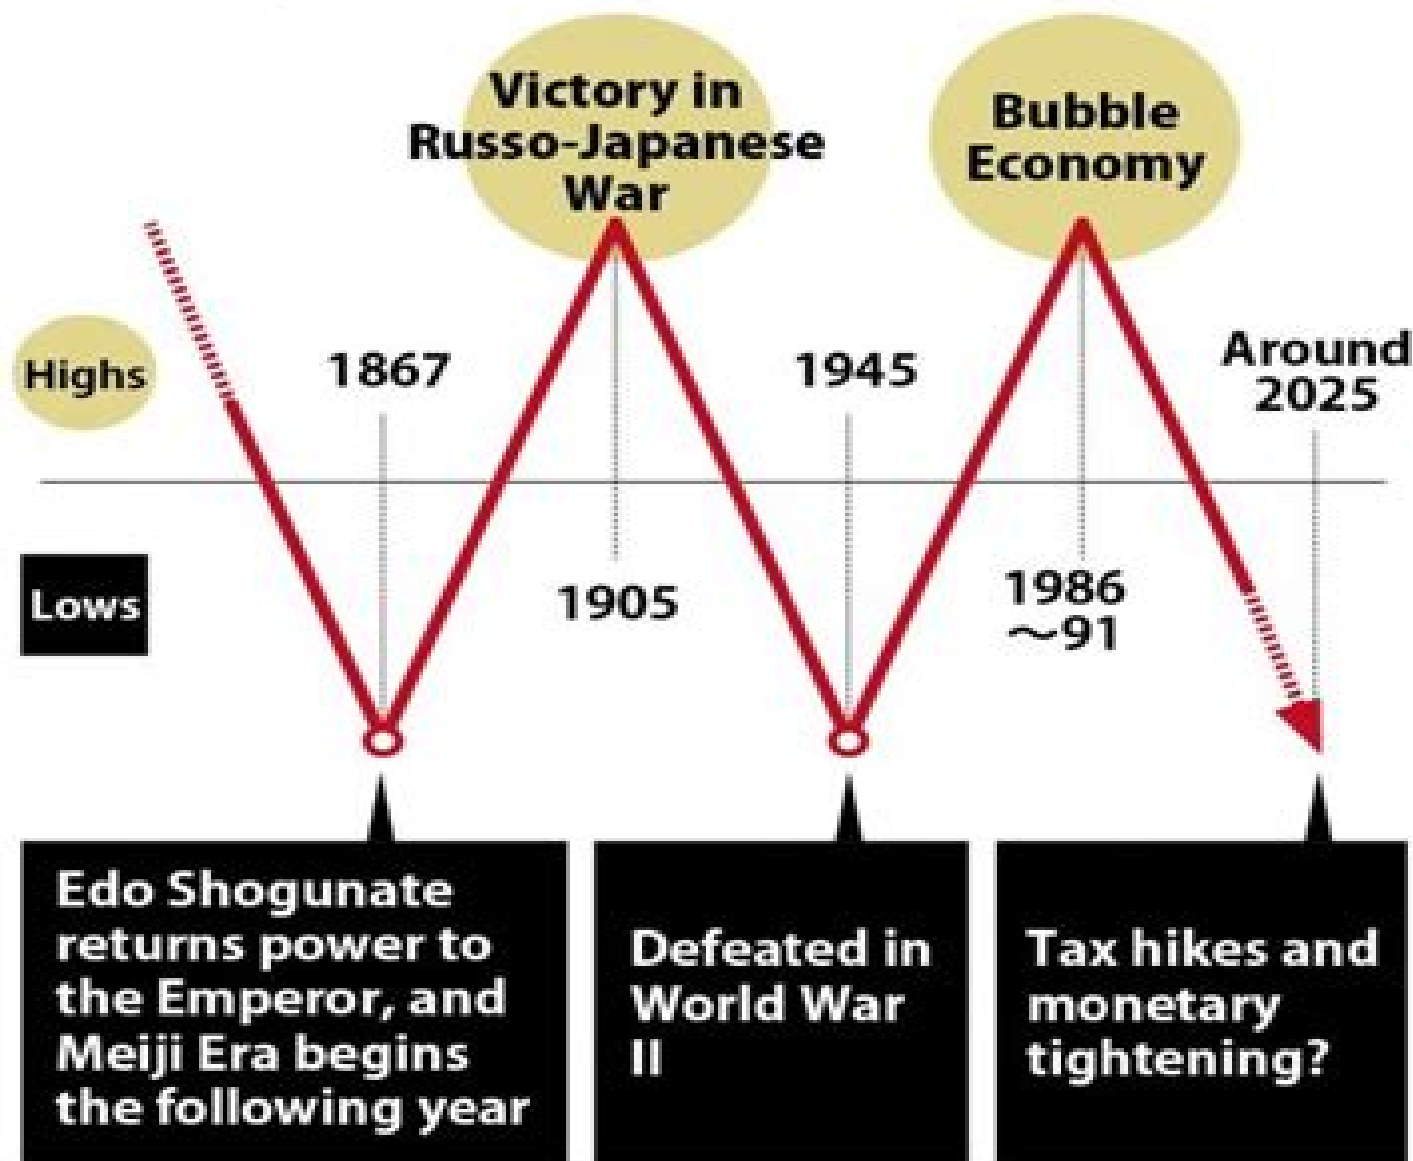 Victory in
Russo-Japanese
War
Bubble
Economy
Highs
1867
1945
Around
2025
Lows
1905
1986
～91
Edo Shogunate
returns power to
the Emperor, and
Meiji Era begins
the following year
Defeated in
World War
II
Tax hikes and
monetary
tightening?